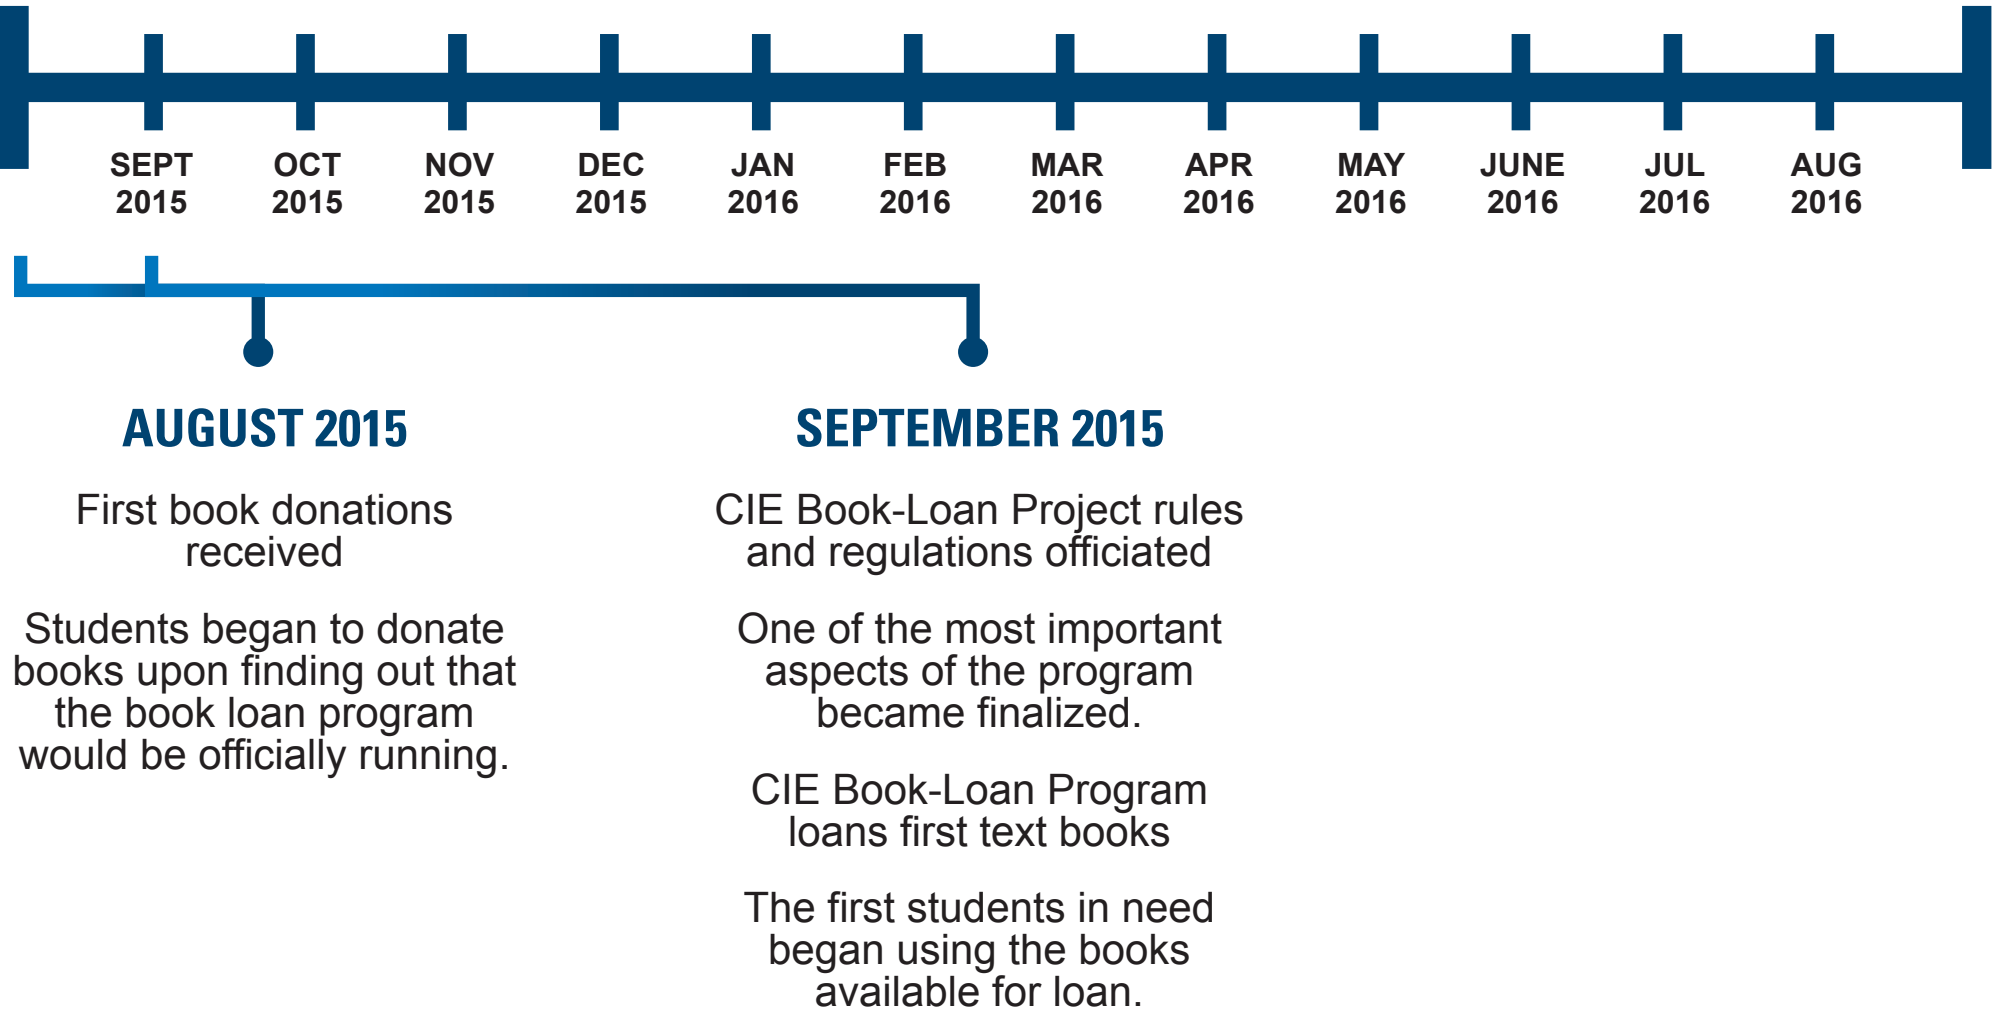 SEPT
2015
OCT
2015
NOV
2015
DEC
2015
JAN
2016
FEB
2016
MAR
2016
APR
2016
MAY
2016
JUNE
2016
JUL
2016
AUG
2016
AUGUST 2015
First book donations
received
Students began to donate
books upon finding out that
the book loan program
would be officially running.
SEPTEMBER 2015
CIE Book-Loan Project rules
and regulations officiated
One of the most important
aspects of the program
became finalized.
CIE Book-Loan Program
loans first text books
The first students in need
began using the books
available for loan.